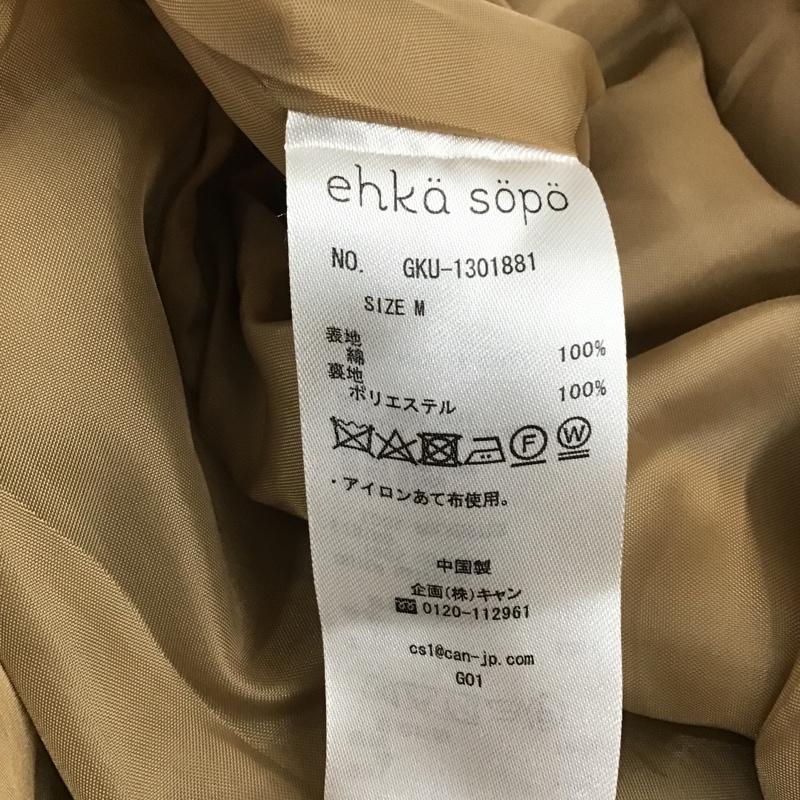 ehkä söpö
NO. GKU-1301881
SIZE M
表地
綿 100%
裏地
ポリエステル 100%
F W
・アイロンあて布使用。
中国製
企画(株)キャン
0120-112961
cs1@can-jp.com
G01